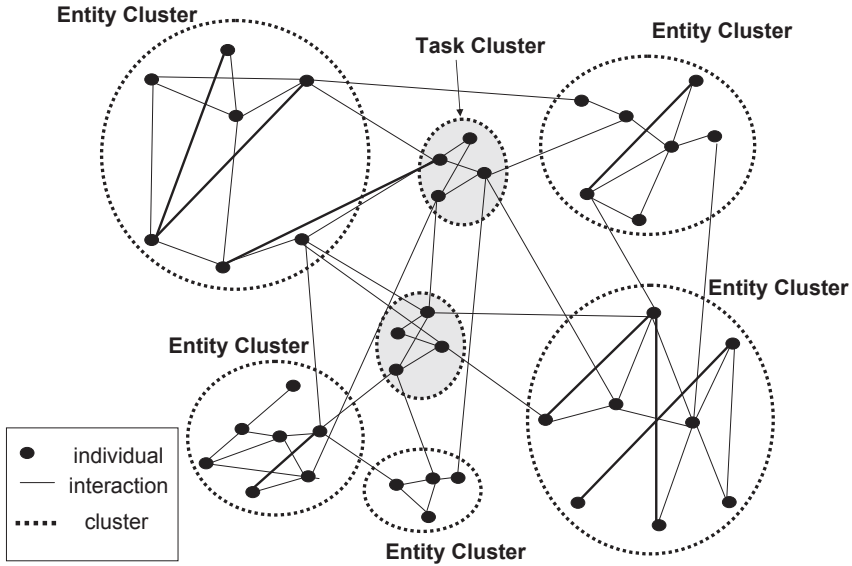 Entity Cluster
Task Cluster
Entity Cluster
Entity Cluster
Entity Cluster
Entity Cluster
individual
interaction
cluster